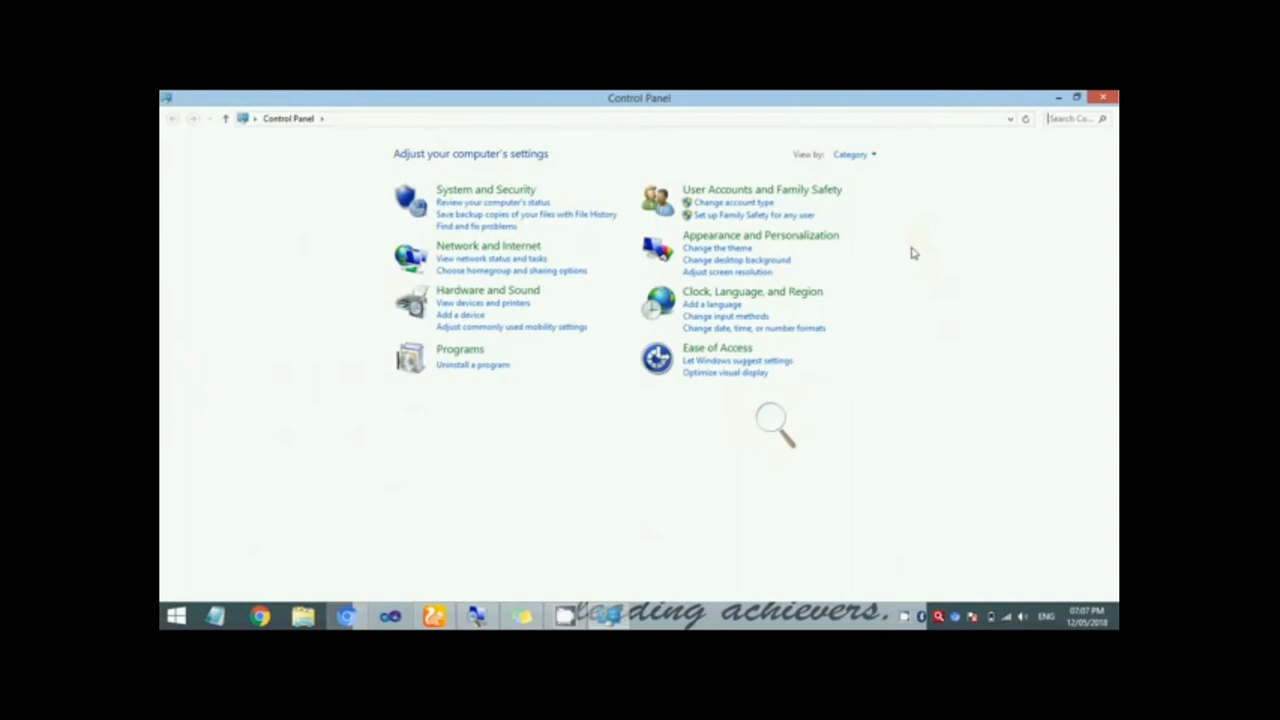 Control Panel
Control Panel
Search Co...
Adjust your computer's settings
View by: Category
System and Security
Review your computer's status
Save backup copies of your files with File History
Find and fix problems
Network and Internet
View network status and tasks
Choose homegroup and sharing options
Hardware and Sound
View devices and printers
Add a device
Adjust commonly used mobility settings
Programs
Uninstall a program
User Accounts and Family Safety
Change account type
Set up Family Safety for any user
Appearance and Personalization
Change the theme
Change desktop background
Adjust screen resolution
Clock, Language, and Region
Add a language
Change input methods
Change date, time, or number formats
Ease of Access
Let Windows suggest settings
Optimize visual display
leading achievers.
ENG
07:07 PM
12/05/2018